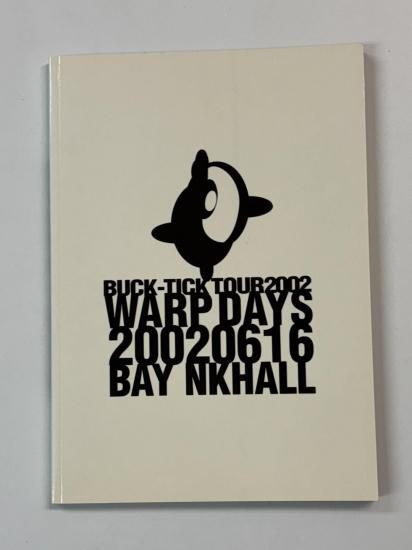 BUCK-TICK TOUR2002
WARP DAYS
20020616
BAY NKHALL